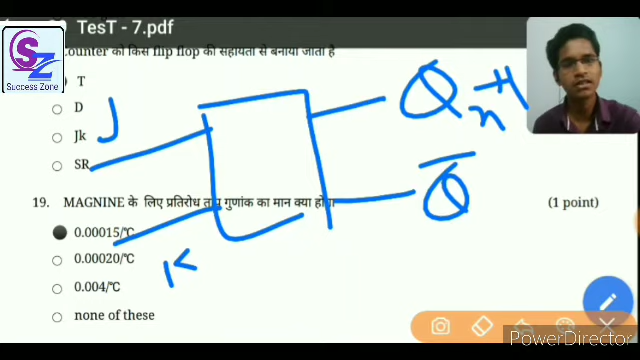 TesT - 7.pdf
SZ
Success Zone
counter को किस flip flop की सहायता से बनाया जाता है
T
D
Jk
SR
J
K
Q n+1
Q̅
19. MAGNINE के लिए प्रतिरोध ताप गुणांक का मान क्या होगा (1 point)
0.00015/℃
0.00020/℃
0.004/℃
none of these
PowerDirector